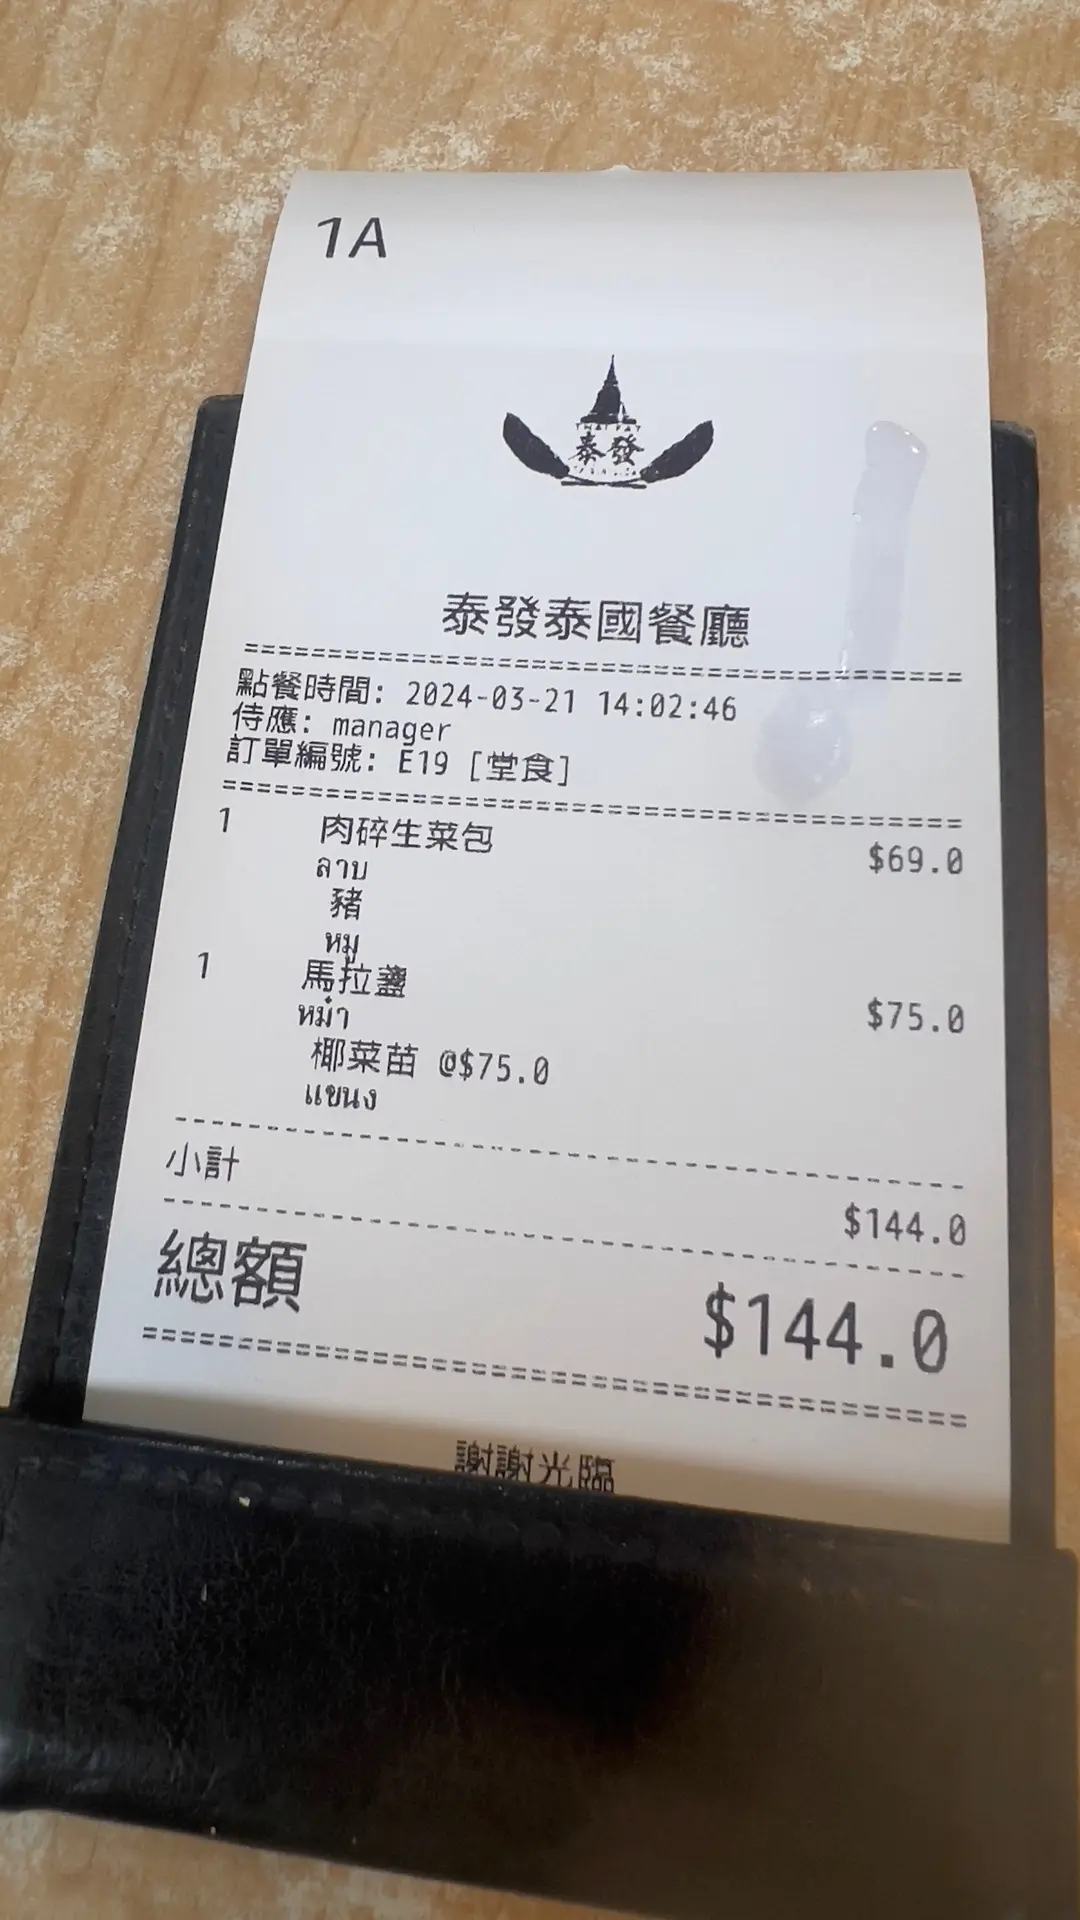 1A
泰發
泰發泰國餐廳
點餐時間: 2024-03-21 14:02:46
侍應: manager
訂單編號: E19 [堂食]
1 肉碎生菜包 $69.0
ลาบ
豬
หมู
1 馬拉盞 $75.0
หม่ำ
椰菜苗 @$75.0
แขนง
小計 $144.0
總額 $144.0
謝謝光臨